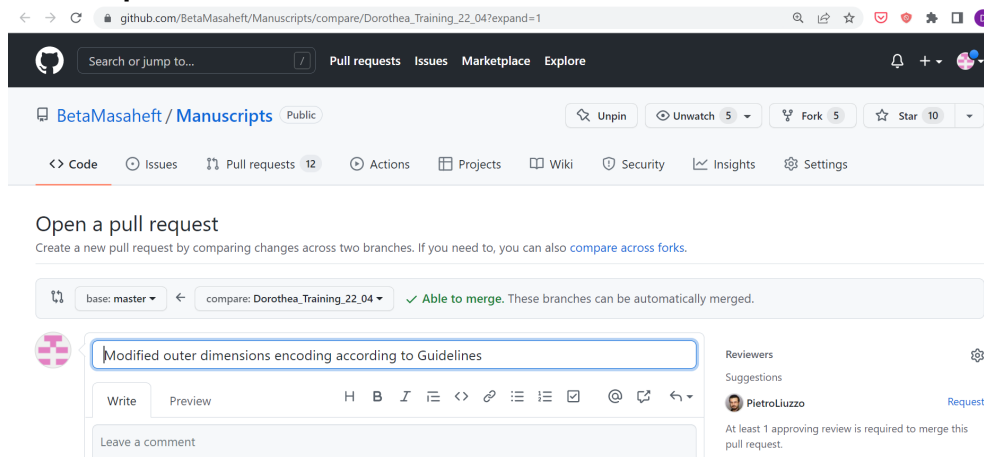 github.com/BetaMasaheft/Manuscripts/compare/Dorothea_Training_22_04?expand=1
Search or jump to... / Pull requests Issues Marketplace Explore
BetaMasaheft / Manuscripts Public Unpin Unwatch 5 Fork 5 Star 10
<> Code Issues Pull requests 12 Actions Projects Wiki Security Insights Settings
Open a pull request
Create a new pull request by comparing changes across two branches. If you need to, you can also compare across forks.
base: master ← compare: Dorothea_Training_22_04 ✓ Able to merge. These branches can be automatically merged.
Modified outer dimensions encoding according to Guidelines
Reviewers
Suggestions
Write Preview H B I
PietroLiuzzo Request
At least 1 approving review is required to merge this
pull request.
Leave a comment